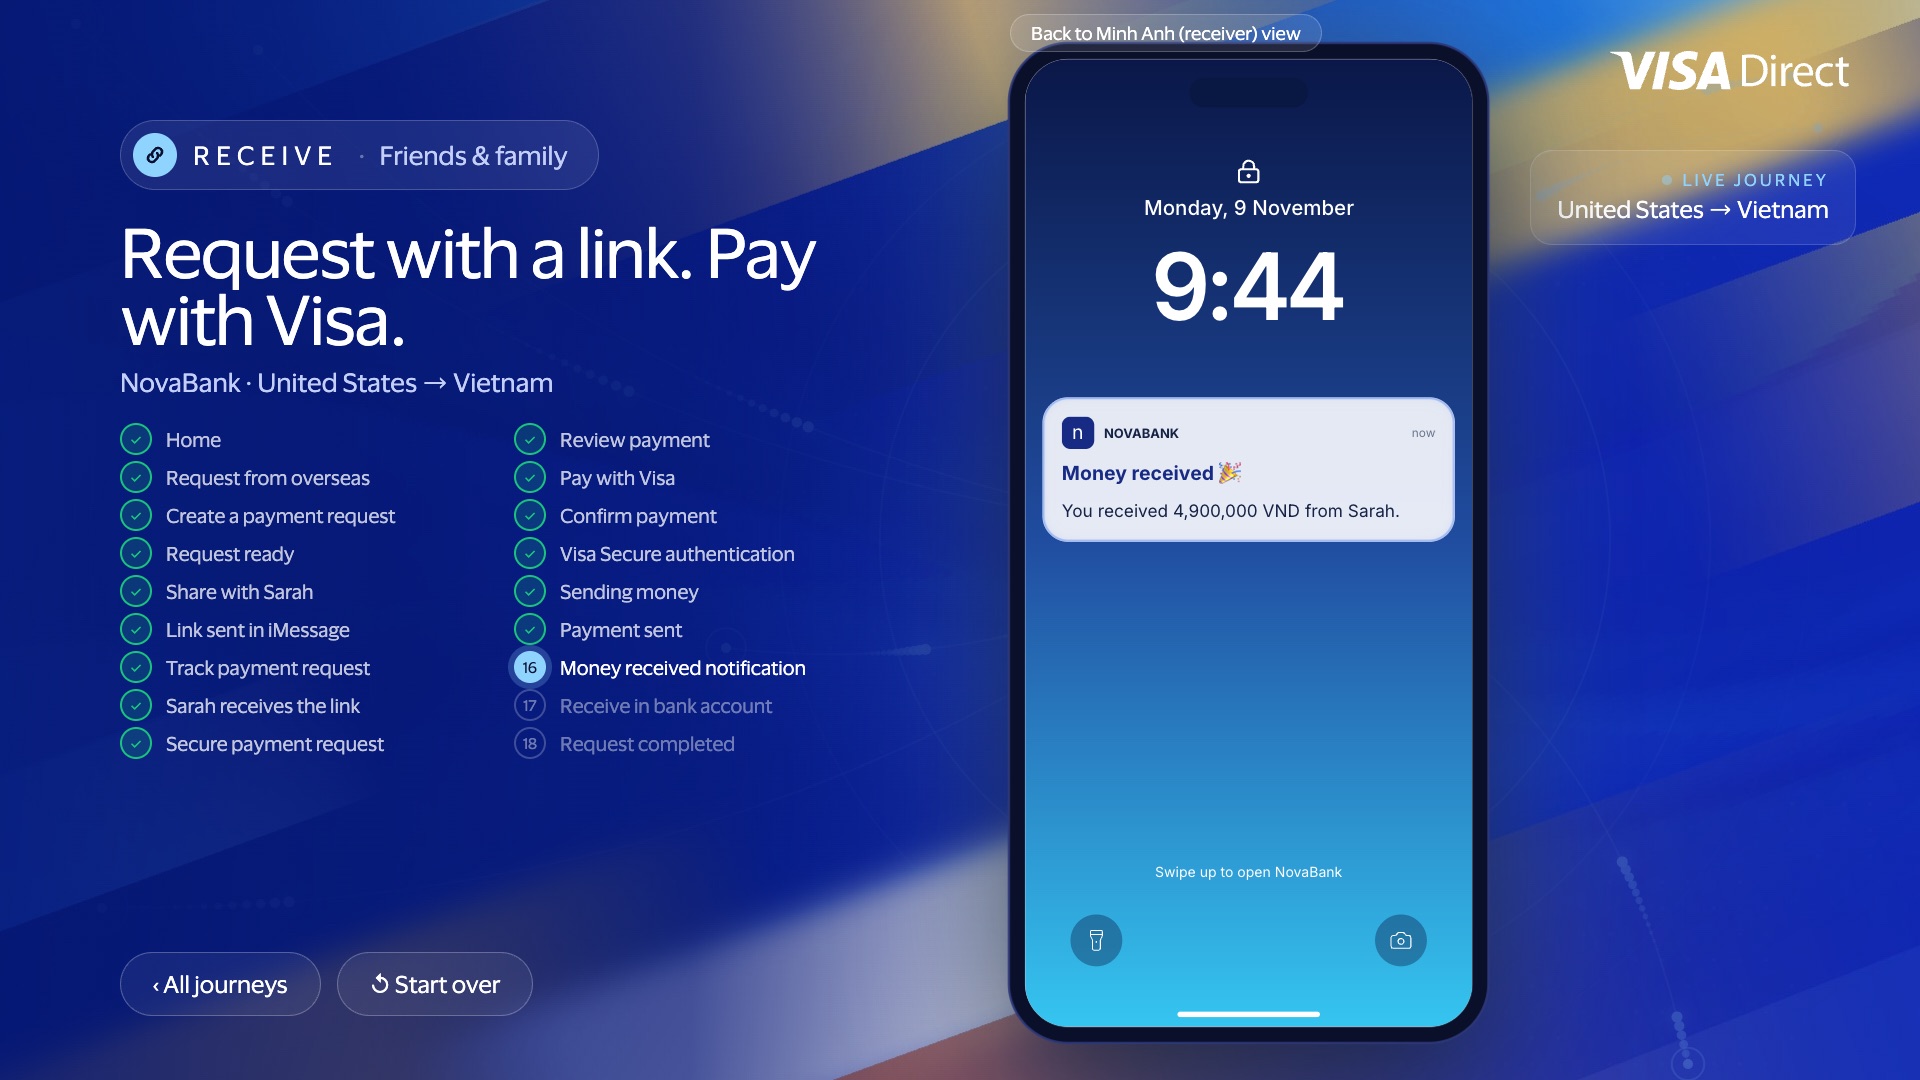 Back to Minh Anh (receiver) view
VISA Direct
RECEIVE · Friends & family
LIVE JOURNEY
United States → Vietnam
Request with a link. Pay
with Visa.
NovaBank · United States → Vietnam
Home
Request from overseas
Create a payment request
Request ready
Share with Sarah
Link sent in iMessage
Track payment request
Sarah receives the link
Secure payment request
Review payment
Pay with Visa
Confirm payment
Visa Secure authentication
Sending money
Payment sent
16 Money received notification
17 Receive in bank account
18 Request completed
‹ All journeys
Start over
Monday, 9 November
9:44
n NOVABANK now
Money received 🎉
You received 4,900,000 VND from Sarah.
Swipe up to open NovaBank